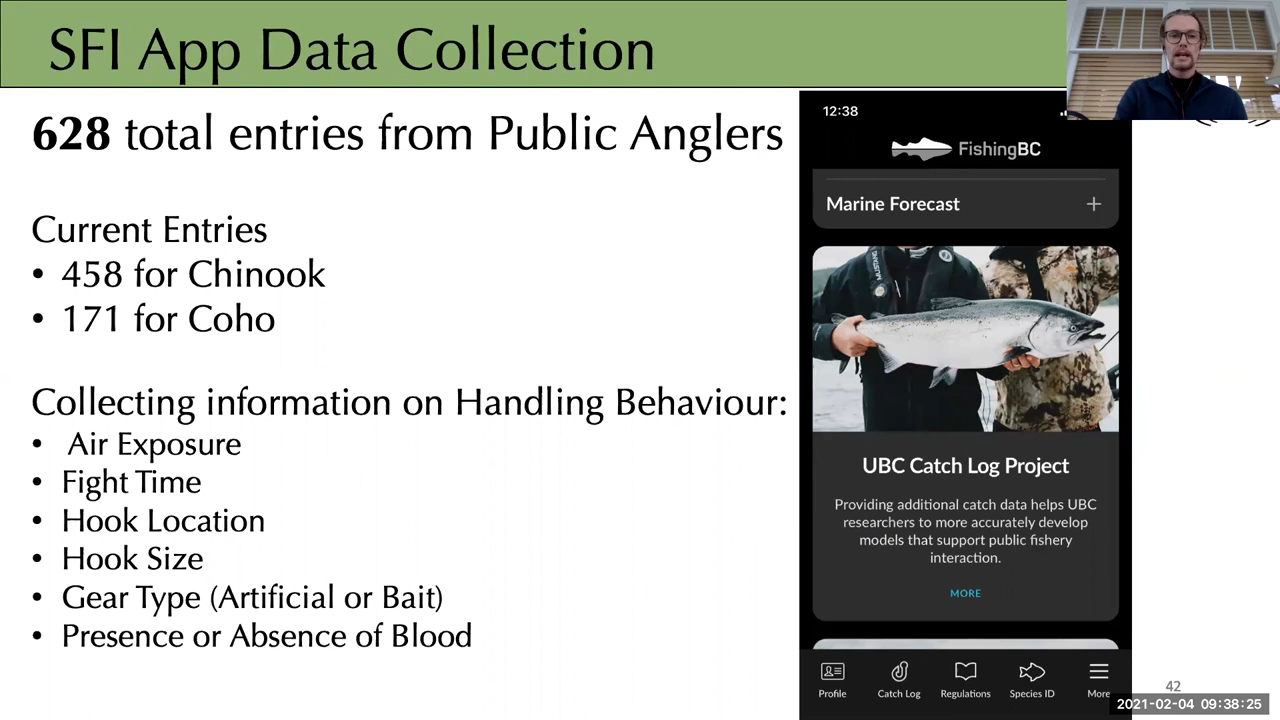 SFI App Data Collection
628 total entries from Public Anglers
Current Entries
• 458 for Chinook
• 171 for Coho
Collecting information on Handling Behaviour:
• Air Exposure
• Fight Time
• Hook Location
• Hook Size
• Gear Type (Artificial or Bait)
• Presence or Absence of Blood
12:38
FishingBC
Marine Forecast
UBC Catch Log Project
Providing additional catch data helps UBC
researchers to more accurately develop
models that support public fishery
interaction.
MORE
Profile
Catch Log
Regulations
Species ID
More
42
2021-02-04 09:38:25